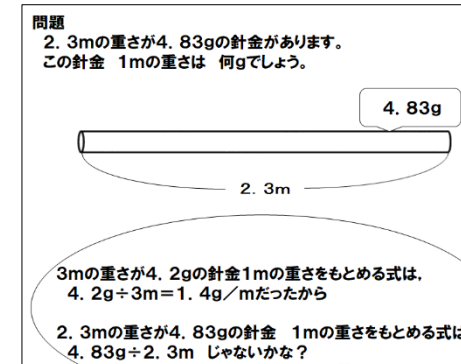 問題
2. 3mの重さが4. 83gの針金があります。
この針金 1mの重さは 何gでしょう。
4. 83g
2. 3m
3mの重さが4. 2gの針金1mの重さをもとめる式は,
4. 2g÷3m=1. 4g/mだったから
2. 3mの重さが4. 83gの針金 1mの重さをもとめる式は
4. 83g÷2. 3m じゃないかな?